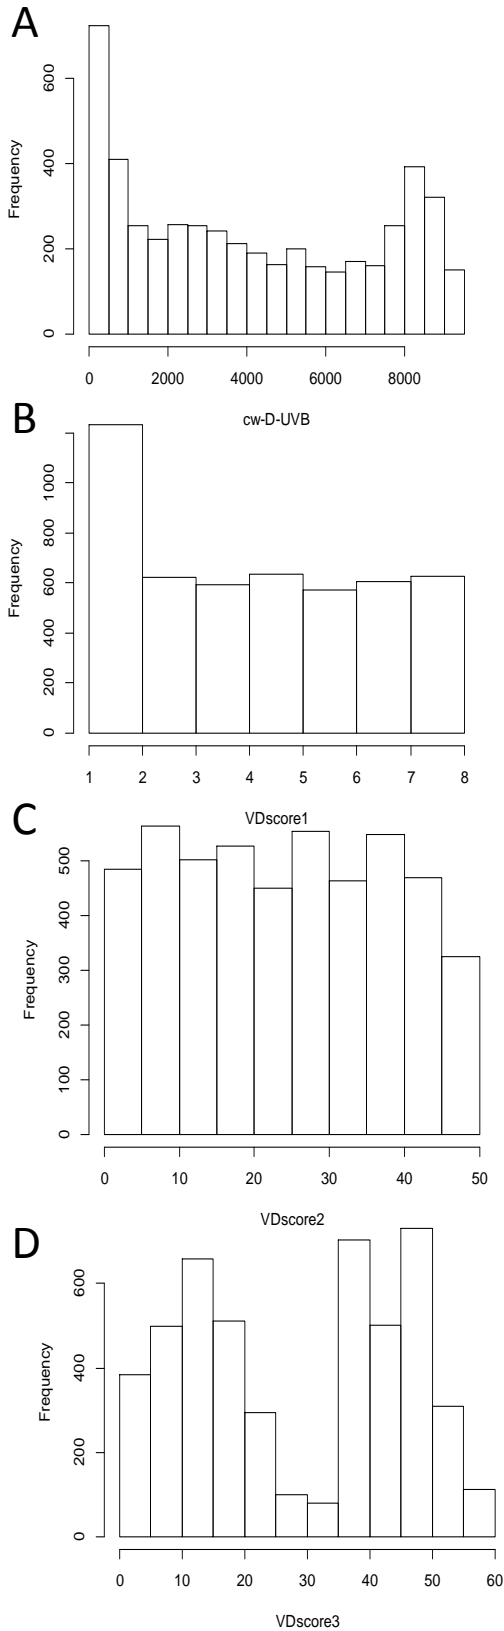 A
Frequency
600
400
200
0
0 2000 4000 6000 8000
cw-D-UVB
B
Frequency
1000
800
600
400
200
0
1 2 3 4 5 6 7 8
VDscore1
C
Frequency
500
400
300
200
100
0
0 10 20 30 40 50
VDscore2
D
Frequency
600
400
200
0
0 10 20 30 40 50 60
VDscore3